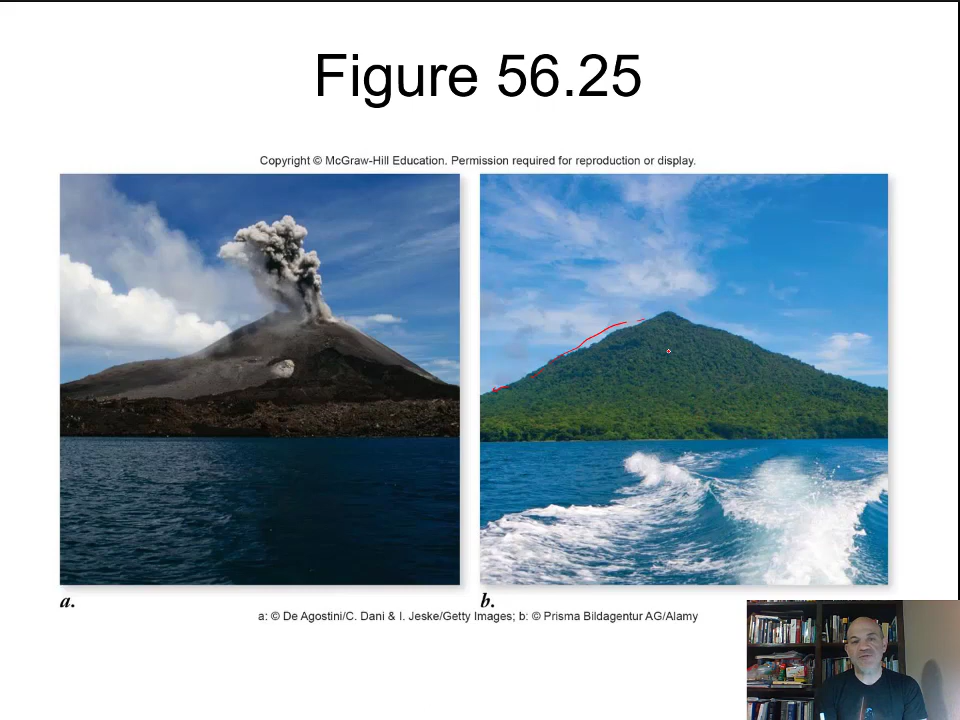 Figure 56.25
Copyright © McGraw-Hill Education. Permission required for reproduction or display.
a.
b.
a: © De Agostini/C. Dani & I. Jeske/Getty Images; b: © Prisma Bildagentur AG/Alamy